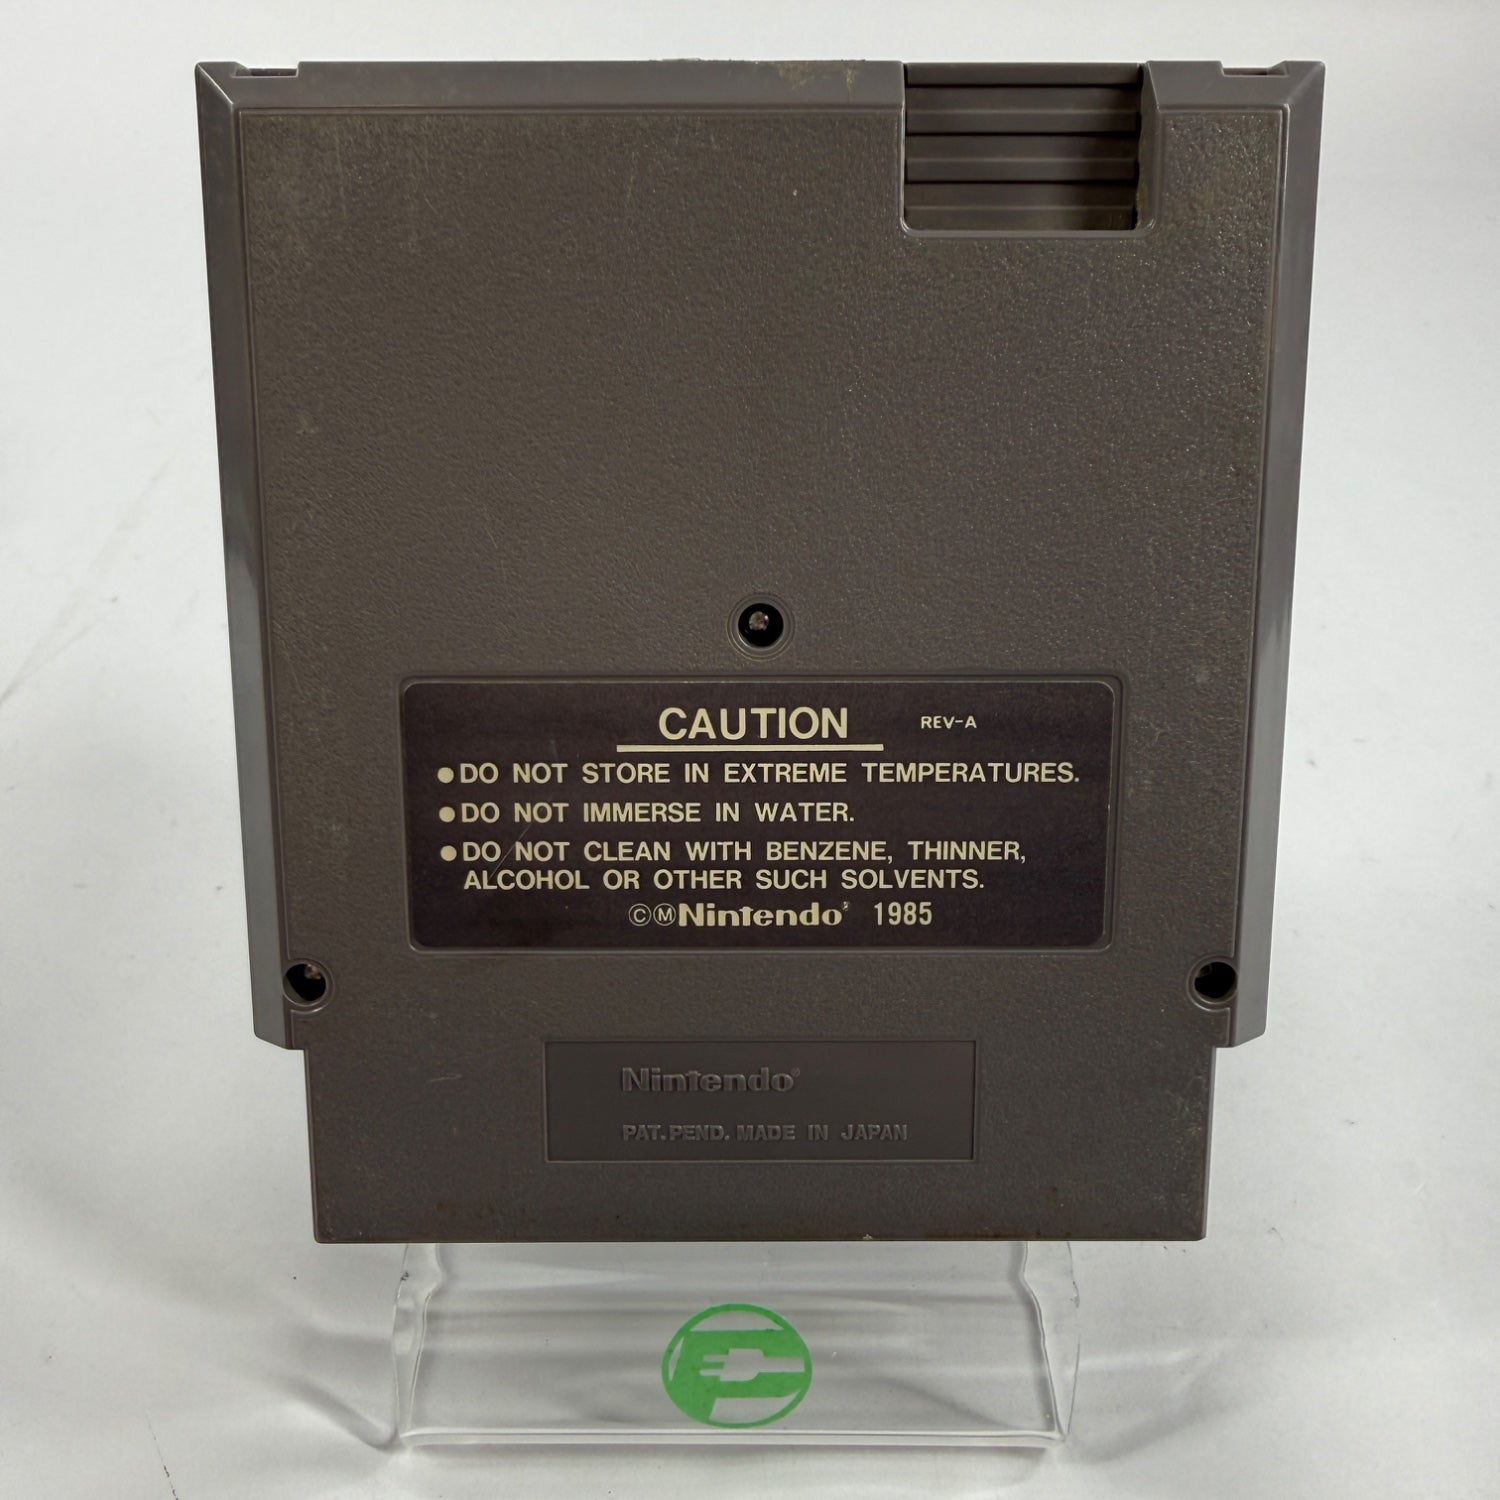 CAUTION REV-A
●DO NOT STORE IN EXTREME TEMPERATURES.
●DO NOT IMMERSE IN WATER.
●DO NOT CLEAN WITH BENZENE, THINNER,
ALCOHOL OR OTHER SUCH SOLVENTS.
ⒸⓂNintendo® 1985
Nintendo®
PAT.PEND. MADE IN JAPAN